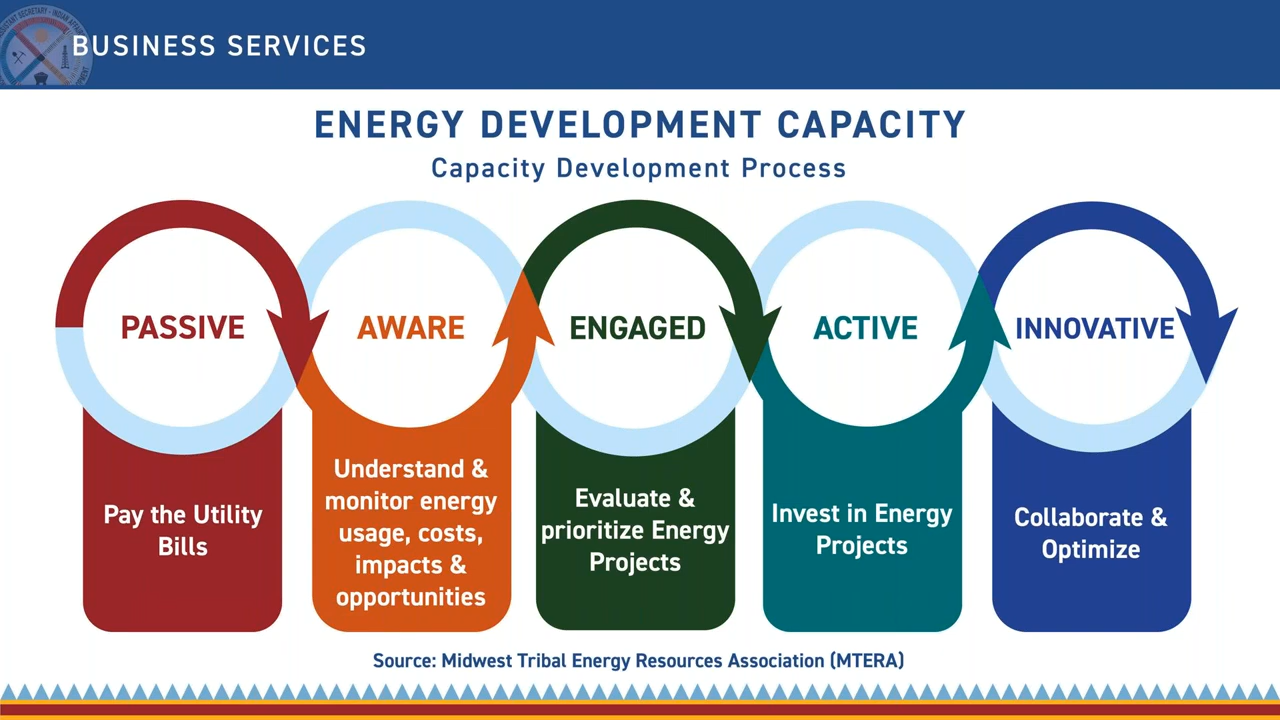 BUSINESS SERVICES
ENERGY DEVELOPMENT CAPACITY
Capacity Development Process
PASSIVE
AWARE
ENGAGED
ACTIVE
INNOVATIVE
Pay the Utility
Bills
Understand &
monitor energy
usage, costs,
impacts &
opportunities
Evaluate &
prioritize Energy
Projects
Invest in Energy
Projects
Collaborate &
Optimize
Source: Midwest Tribal Energy Resources Association (MTERA)